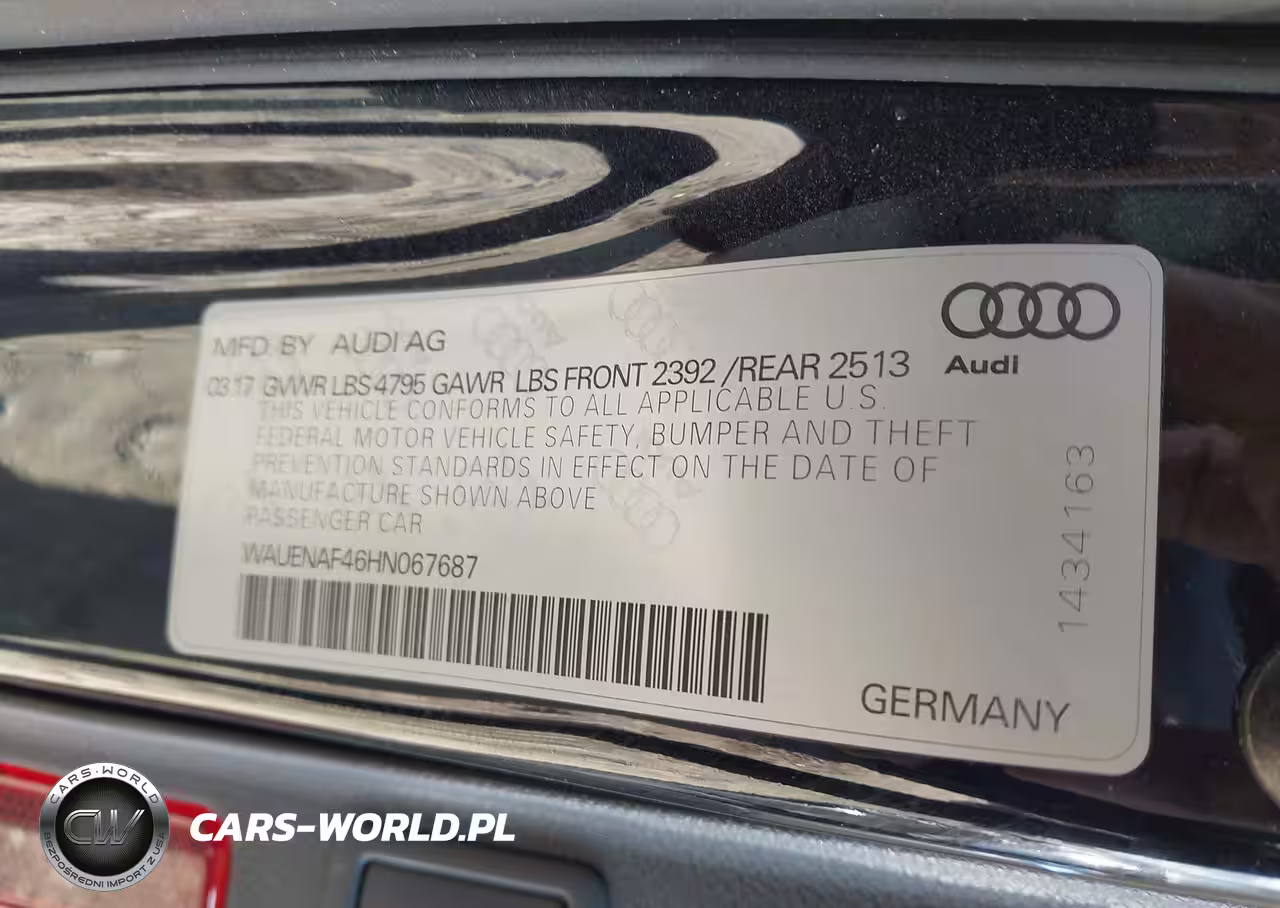 Audi
MFD. BY AUDI AG
03.17 GVWR LBS 4795 GAWR LBS FRONT 2392 /REAR 2513
THIS VEHICLE CONFORMS TO ALL APPLICABLE U.S.
FEDERAL MOTOR VEHICLE SAFETY, BUMPER AND THEFT
PREVENTION STANDARDS IN EFFECT ON THE DATE OF
MANUFACTURE SHOWN ABOVE
PASSENGER CAR
WAUENAF46HN067687
1434163
GERMANY
CARS-WORLD
CW
BEZPOŚREDNI IMPORT Z USA
CARS-WORLD.PL